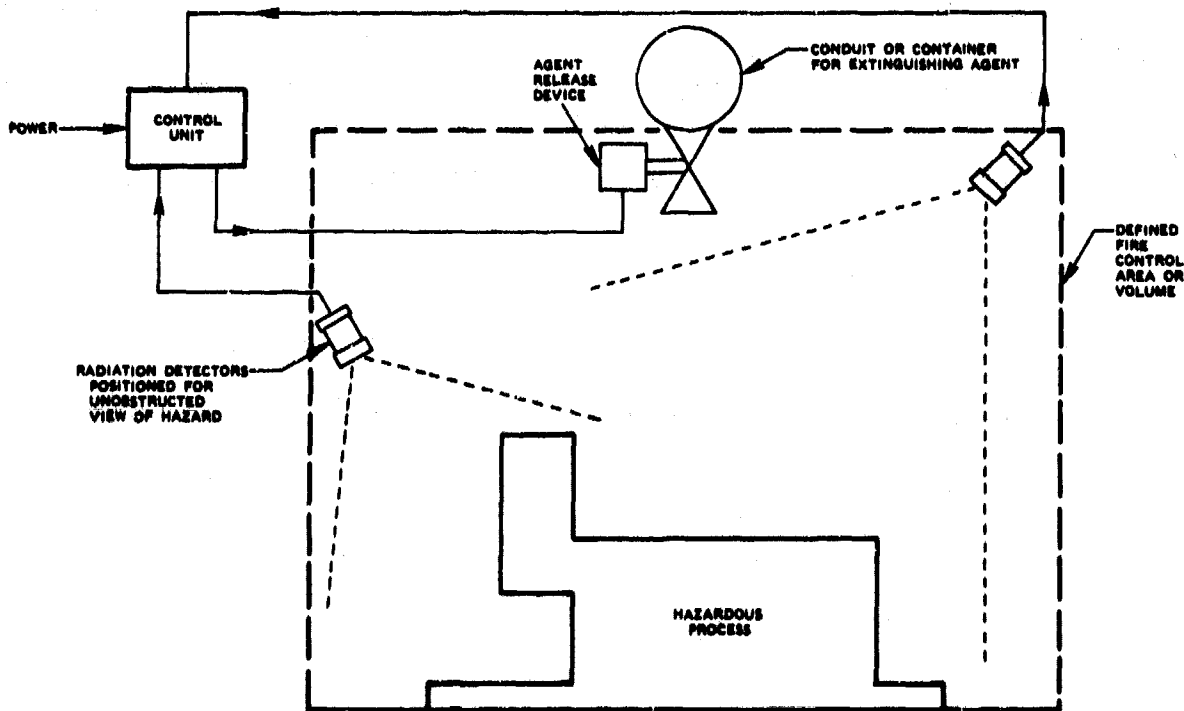 CONDUIT OR CONTAINER
FOR EXTINGUISHING AGENT
AGENT
RELEASE
DEVICE
POWER
CONTROL
UNIT
DEFINED
FIRE
CONTROL
AREA OR
VOLUME
RADIATION DETECTORS
POSITIONED FOR
UNOBSTRUCTED
VIEW OF HAZARD
HAZARDOUS
PROCESS